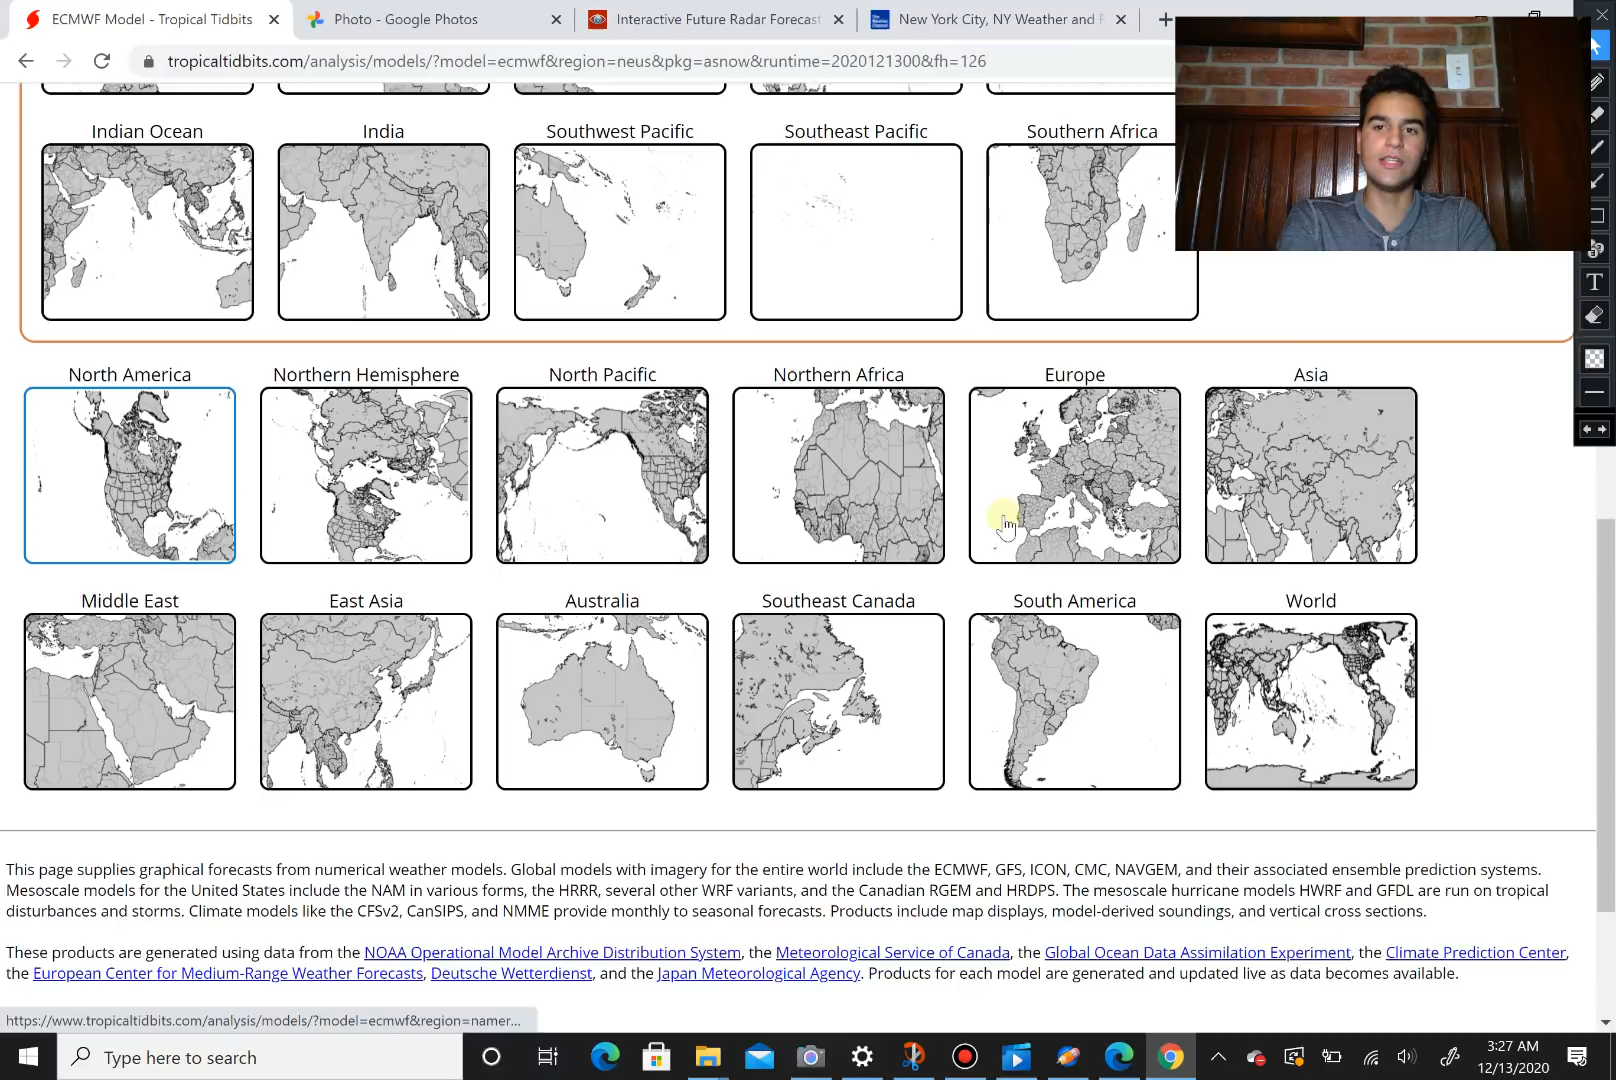 ECMWF Model - Tropical Tidbits
Photo - Google Photos
Interactive Future Radar Forecast
New York City, NY Weather and
tropicaltidbits.com/analysis/models/?model=ecmwf&region=neus&pkg=asnow&runtime=2020121300&fh=126
Indian Ocean
India
Southwest Pacific
Southeast Pacific
Southern Africa
North America
Northern Hemisphere
North Pacific
Northern Africa
Europe
Asia
Middle East
East Asia
Australia
Southeast Canada
South America
World
This page supplies graphical forecasts from numerical weather models. Global models with imagery for the entire world include the ECMWF, GFS, ICON, CMC, NAVGEM, and their associated ensemble prediction systems.
Mesoscale models for the United States include the NAM in various forms, the HRRR, several other WRF variants, and the Canadian RGEM and HRDPS. The mesoscale hurricane models HWRF and GFDL are run on tropical
disturbances and storms. Climate models like the CFSv2, CanSIPS, and NMME provide monthly to seasonal forecasts. Products include map displays, model-derived soundings, and vertical cross sections.
These products are generated using data from the NOAA Operational Model Archive Distribution System, the Meteorological Service of Canada, the Global Ocean Data Assimilation Experiment, the Climate Prediction Center,
the European Center for Medium-Range Weather Forecasts, Deutsche Wetterdienst, and the Japan Meteorological Agency. Products for each model are generated and updated live as data becomes available.
https://www.tropicaltidbits.com/analysis/models/?model=ecmwf&region=namer...
Type here to search
3:27 AM
12/13/2020